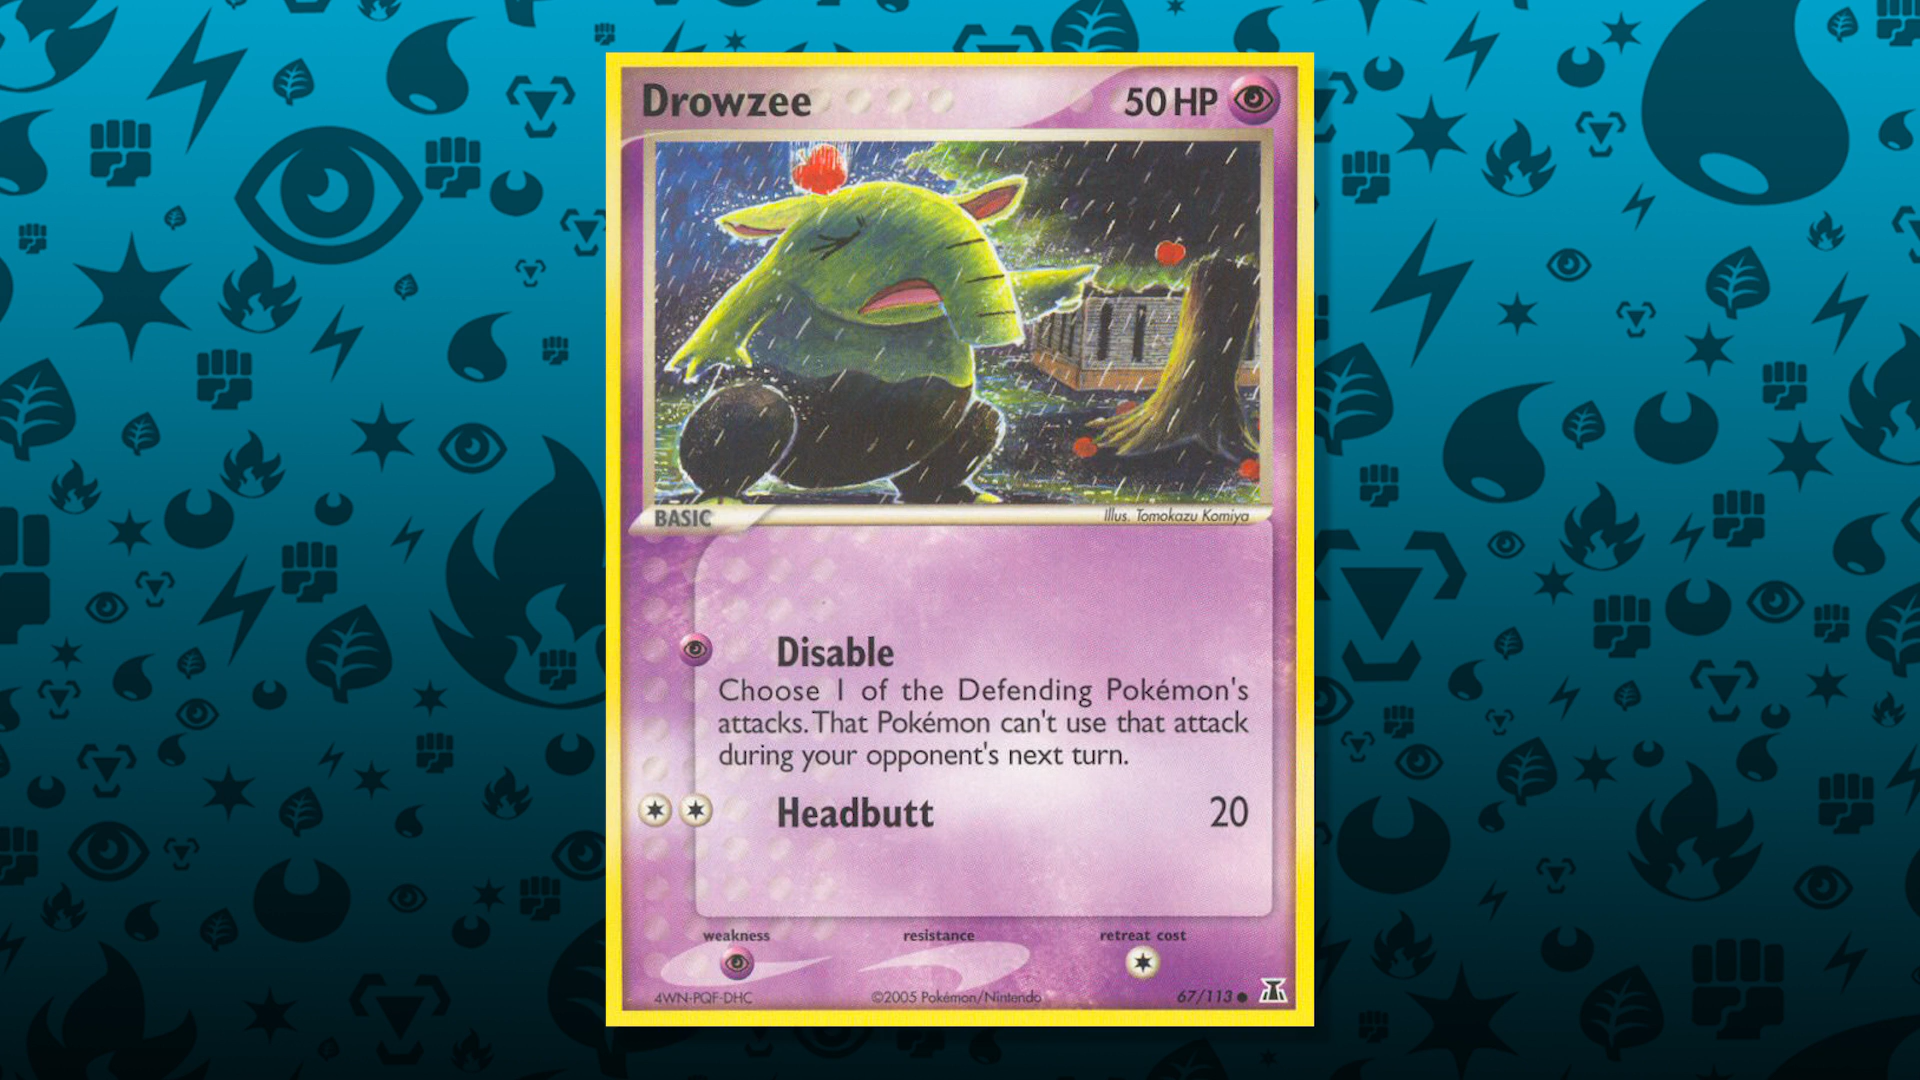 Drowzee 50 HP
BASIC Illus. Tomokazu Komiya
Disable
Choose 1 of the Defending Pokémon's
attacks. That Pokémon can't use that attack
during your opponent's next turn.
Headbutt 20
weakness resistance retreat cost
4WN-PQF-DHC ©2005 Pokémon/Nintendo 67/113